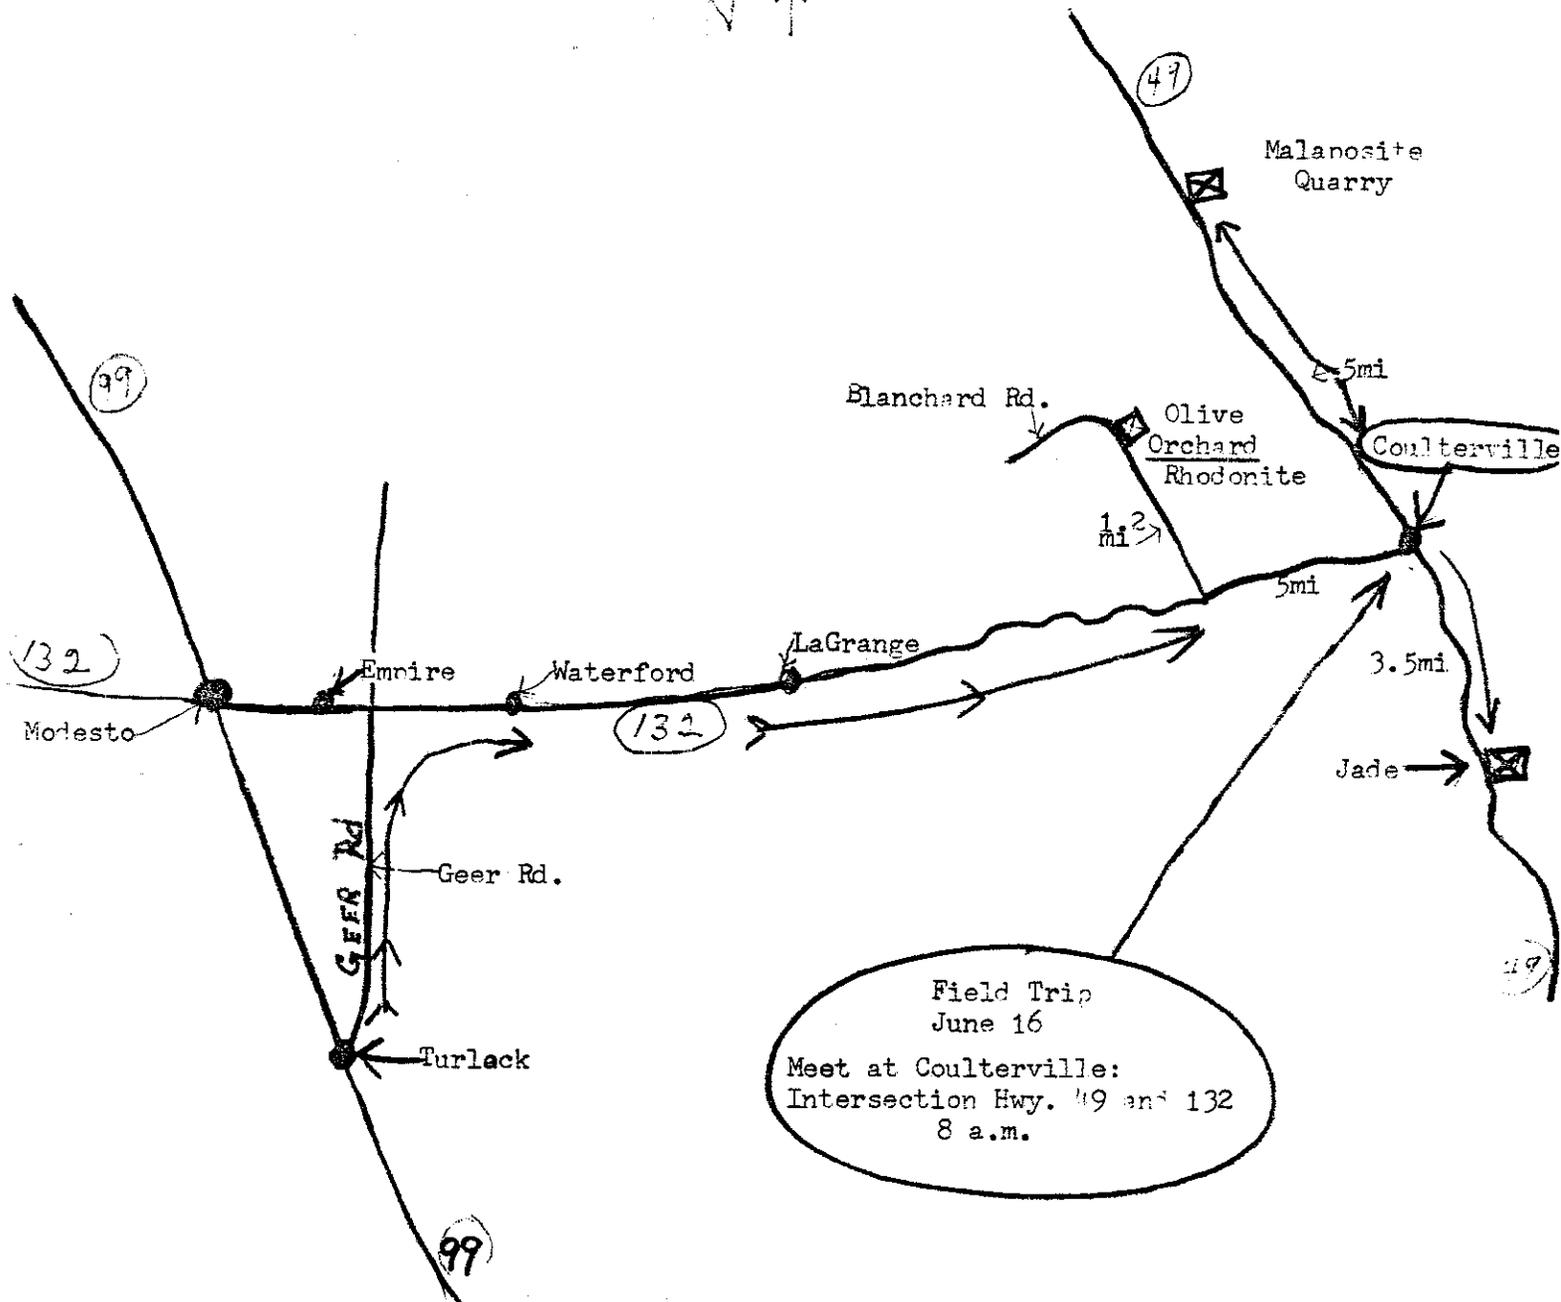 49
Malanosite
Quarry
99
5mi
Blanchard Rd.
Olive
Orchard
Rhodonite
Coulterville
1.2
mi
5mi
132
LaGrange
Empire
Waterford
3.5mi
Modesto
132
Jade
GEER Rd
Geer Rd.
49
Field Trip
June 16
Turlack
Meet at Coulterville:
Intersection Hwy. 49 and 132
8 a.m.
99